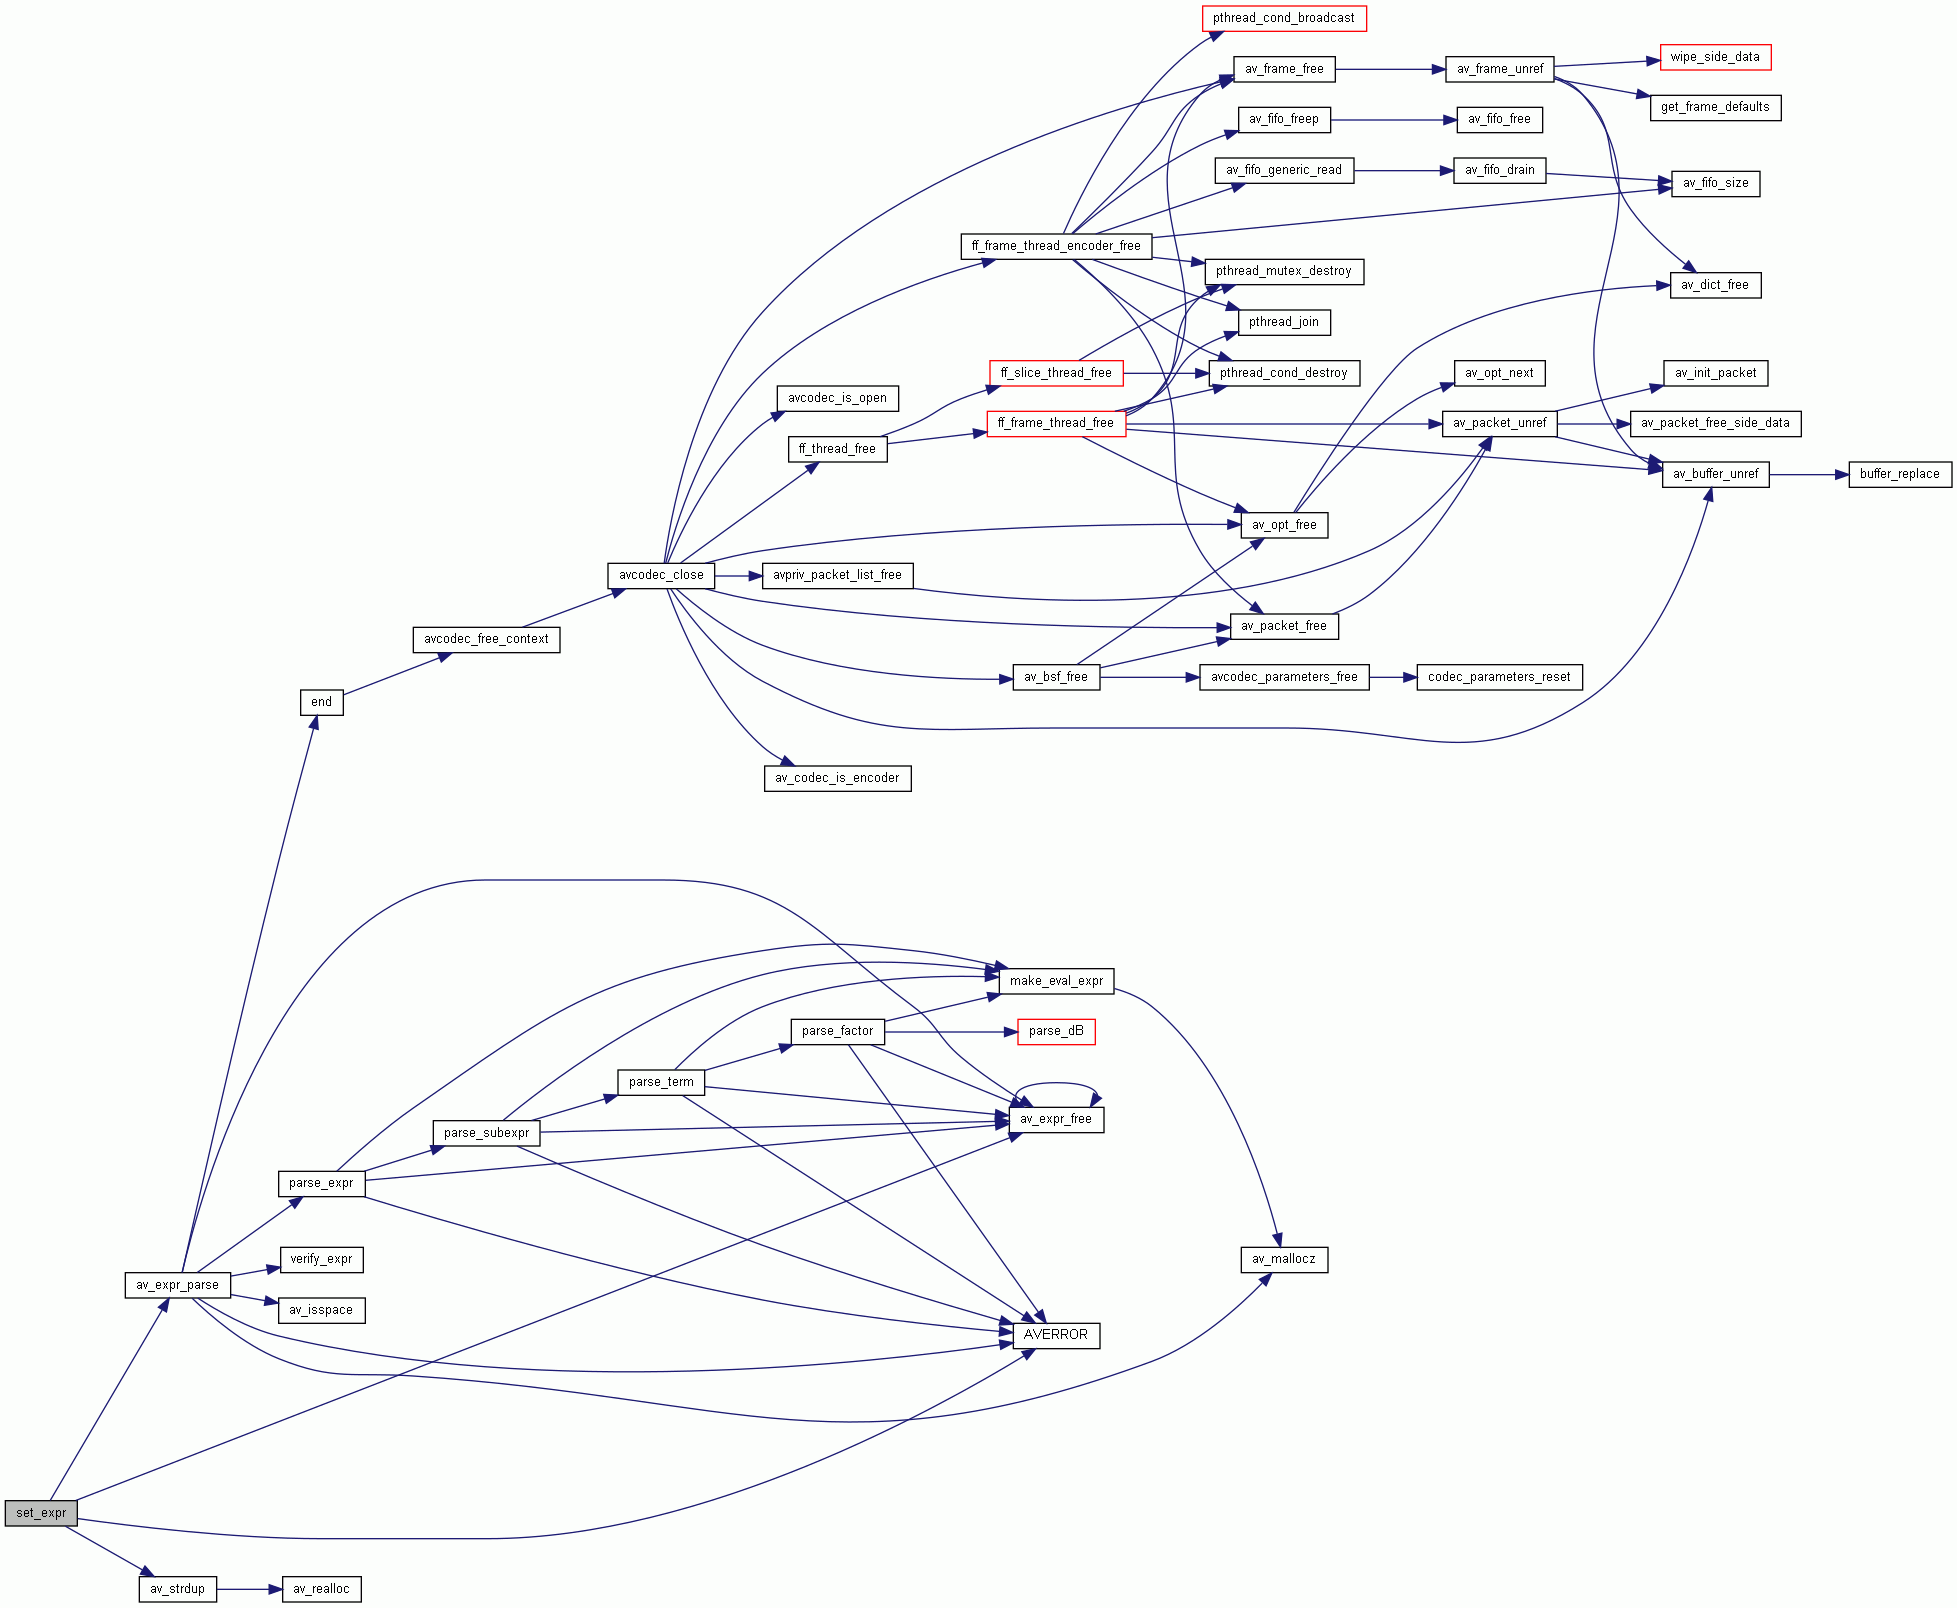 pthread_cond_broadcast
wipe_side_data
av_frame_free
av_frame_unref
get_frame_defaults
av_fifo_freep
av_fifo_free
av_fifo_generic_read
av_fifo_drain
av_fifo_size
ff_frame_thread_encoder_free
pthread_mutex_destroy
av_dict_free
pthread_join
ff_slice_thread_free
pthread_cond_destroy
av_opt_next
av_init_packet
avcodec_is_open
ff_frame_thread_free
av_packet_unref
av_packet_free_side_data
ff_thread_free
av_buffer_unref
buffer_replace
av_opt_free
avcodec_close
avpriv_packet_list_free
av_packet_free
avcodec_free_context
av_bsf_free
avcodec_parameters_free
codec_parameters_reset
end
av_codec_is_encoder
make_eval_expr
parse_factor
parse_dB
parse_term
av_expr_free
parse_subexpr
parse_expr
verify_expr
av_mallocz
av_expr_parse
av_isspace
AVERROR
set_expr
av_strdup
av_realloc